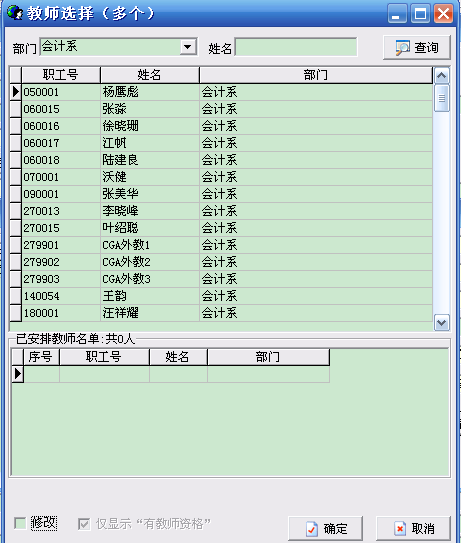 教师选择（多个）
部门 会计系 姓名 查询
职工号 姓名 部门
050001 杨鹰彪 会计系
060015 张淼 会计系
060016 徐晓珊 会计系
060017 江帆 会计系
060018 陆建良 会计系
070001 沃健 会计系
090001 张美华 会计系
270013 李晓峰 会计系
270015 叶绍聪 会计系
279901 CGA外教1 会计系
279902 CGA外教2 会计系
279903 CGA外教3 会计系
140054 王韵 会计系
180001 汪祥耀 会计系
已安排教师名单:共0人
序号 职工号 姓名 部门
修改 仅显示“有教师资格” 确定 取消